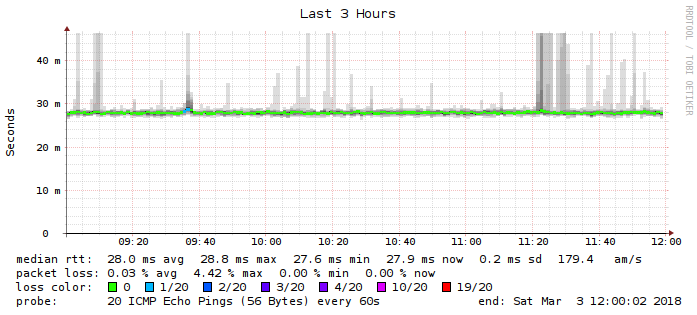 Last 3 Hours
RRDTOOL / TOBI OETIKER
Seconds
40 m
30 m
20 m
10 m
0
09:20 09:40 10:00 10:20 10:40 11:00 11:20 11:40 12:00
median rtt: 28.0 ms avg 28.8 ms max 27.6 ms min 27.9 ms now 0.2 ms sd 179.4 am/s
packet loss: 0.03 % avg 4.42 % max 0.00 % min 0.00 % now
loss color: 0 1/20 2/20 3/20 4/20 10/20 19/20
probe: 20 ICMP Echo Pings (56 Bytes) every 60s end: Sat Mar 3 12:00:02 2018